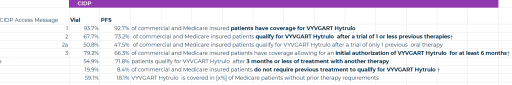 CIDP
CIDP Access Message Vial PFS
1 93.7% 92.7% of commercial and Medicare insured patients have coverage for VYVGART Hytrulo
2 67.7% 73.2% of commercial and Medicare insured patients qualify for VYVGART Hytrulo after a trial of 1 or less previous therapies†
2a 50.8% 47.5% of commercial and Medicare insured patients qualify for VYVGART Hytrulo after a trial of only 1 previous oral therapy
3 79.2% 66.3% of commercial and Medicare insured patients have coverage allowing for an initial authorization of VYVGART Hytrulo for at least 6 months†
s 54.9% 71.8% patients qualify for VYVGART Hytrulo after 3 months or less of treatment with another therapy
19.9% 8.4% of commercial and Medicare insured patients do not require previous treatment to qualify for VYVGART Hytrulo †
59.1% 18.1% VYVGART Hytrulo is covered in [x%] of Medicare patients without prior therapy requirements